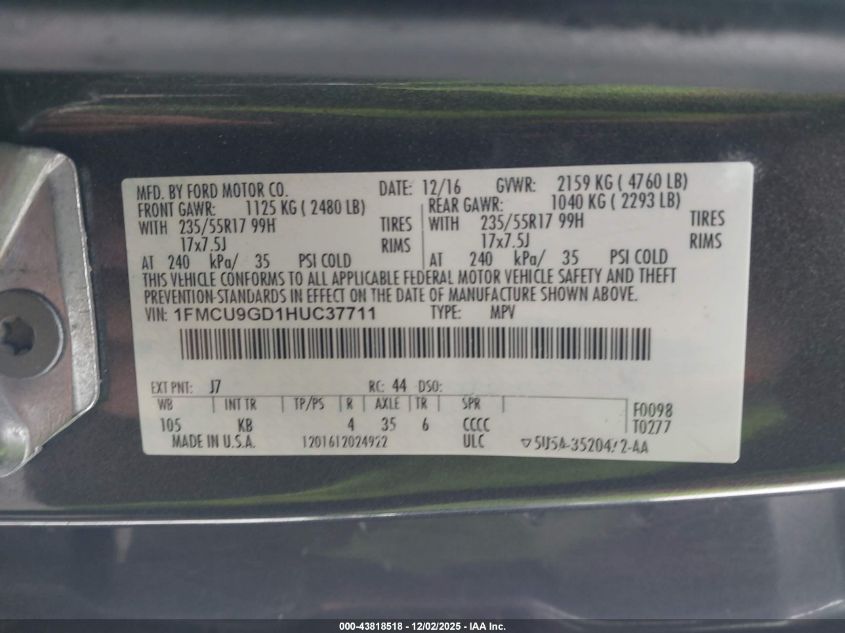 MFD. BY FORD MOTOR CO. DATE: 12/16 GVWR: 2159 KG ( 4760 LB)
FRONT GAWR: 1125 KG ( 2480 LB) REAR GAWR: 1040 KG ( 2293 LB)
WITH 235/55R17 99H TIRES WITH 235/55R17 99H TIRES
17x7.5J RIMS 17x7.5J RIMS
AT 240 kPa/ 35 PSI COLD AT 240 kPa/ 35 PSI COLD
THIS VEHICLE CONFORMS TO ALL APPLICABLE FEDERAL MOTOR VEHICLE SAFETY AND THEFT
PREVENTION STANDARDS IN EFFECT ON THE DATE OF MANUFACTURE SHOWN ABOVE.
VIN: 1FMCU9GD1HUC37711 TYPE: MPV
EXT PNT: J7 RC: 44 DSO:
WB INT TR TP/PS R AXLE TR SPR F0098
105 KB 4 35 6 CCCC T0277
MADE IN U.S.A. ULC
000-43818518 - 12/02/2025 - IAA Inc.